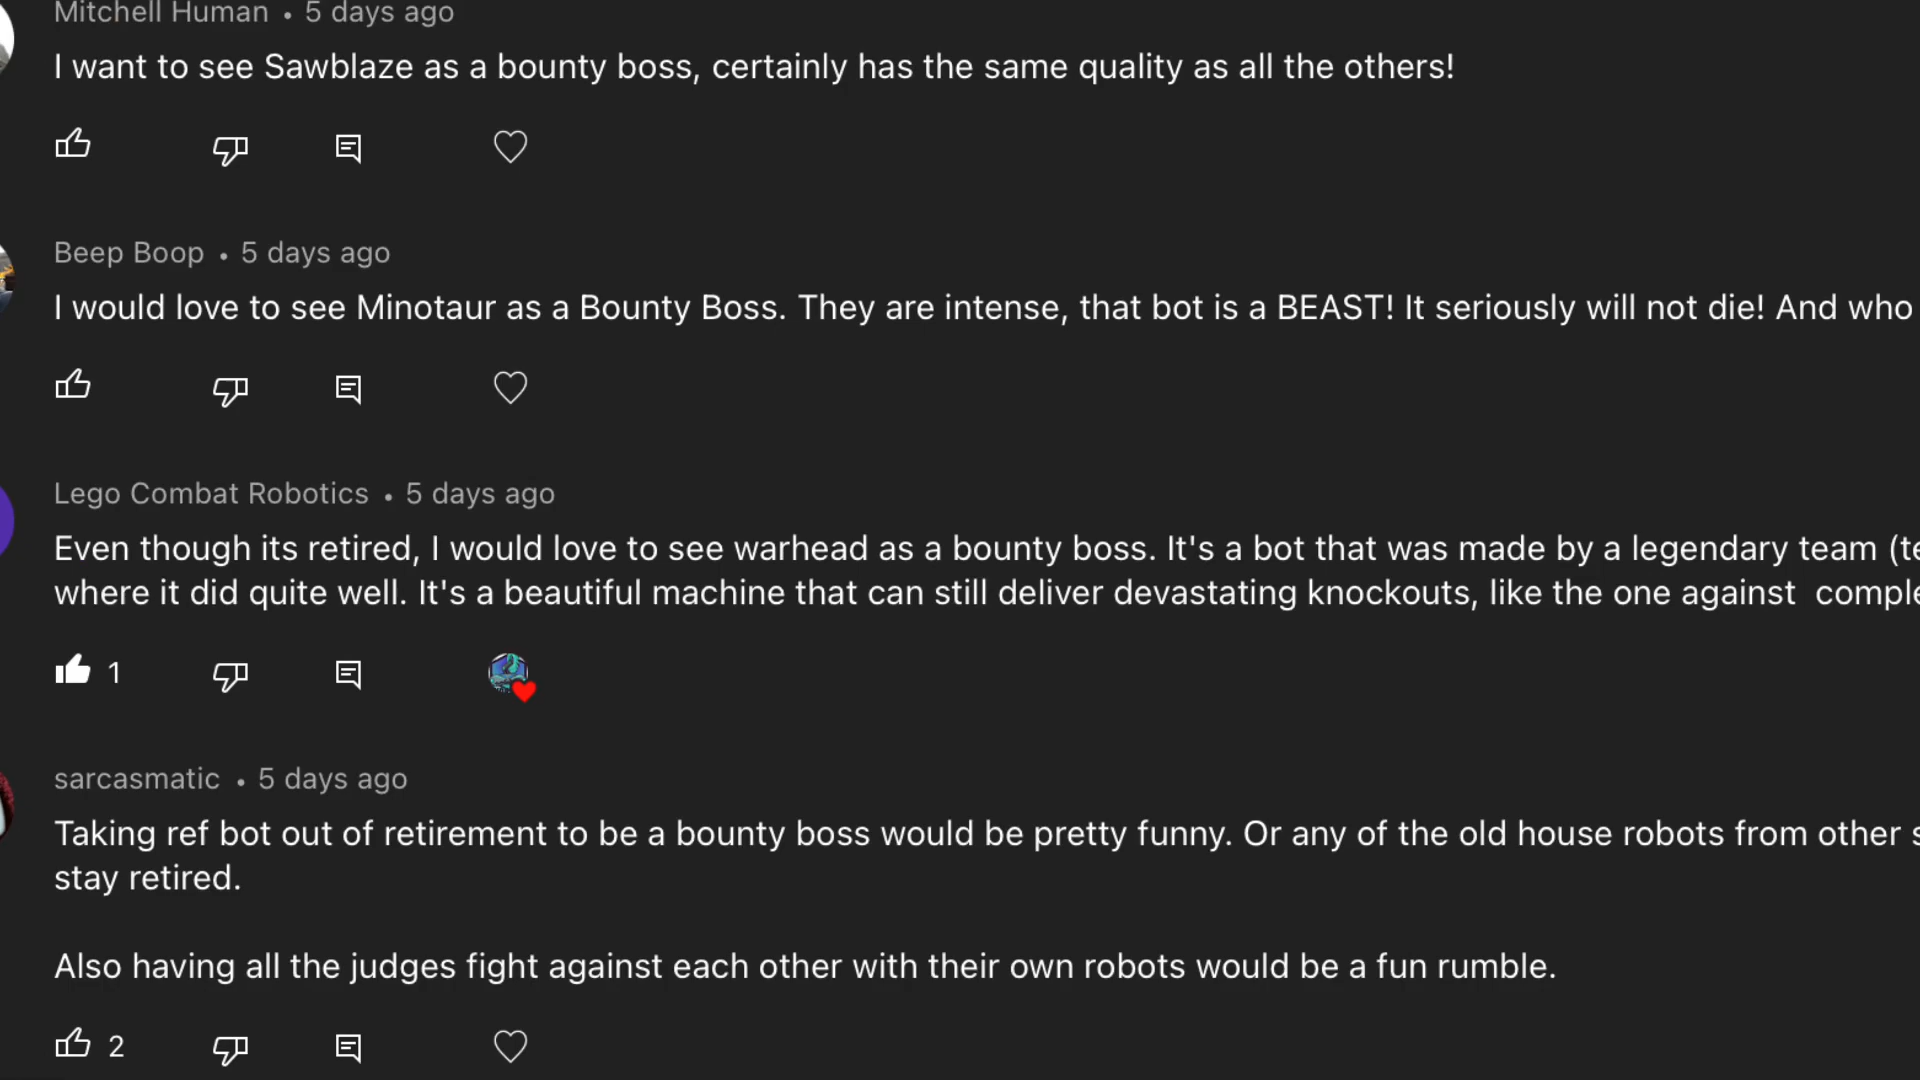 Mitchell Human • 5 days ago
I want to see Sawblaze as a bounty boss, certainly has the same quality as all the others!
Beep Boop • 5 days ago
I would love to see Minotaur as a Bounty Boss. They are intense, that bot is a BEAST! It seriously will not die! And who
Lego Combat Robotics • 5 days ago
Even though its retired, I would love to see warhead as a bounty boss. It's a bot that was made by a legendary team (te
where it did quite well. It's a beautiful machine that can still deliver devastating knockouts, like the one against  comple
1
sarcasmatic • 5 days ago
Taking ref bot out of retirement to be a bounty boss would be pretty funny. Or any of the old house robots from other s
stay retired.
Also having all the judges fight against each other with their own robots would be a fun rumble.
2